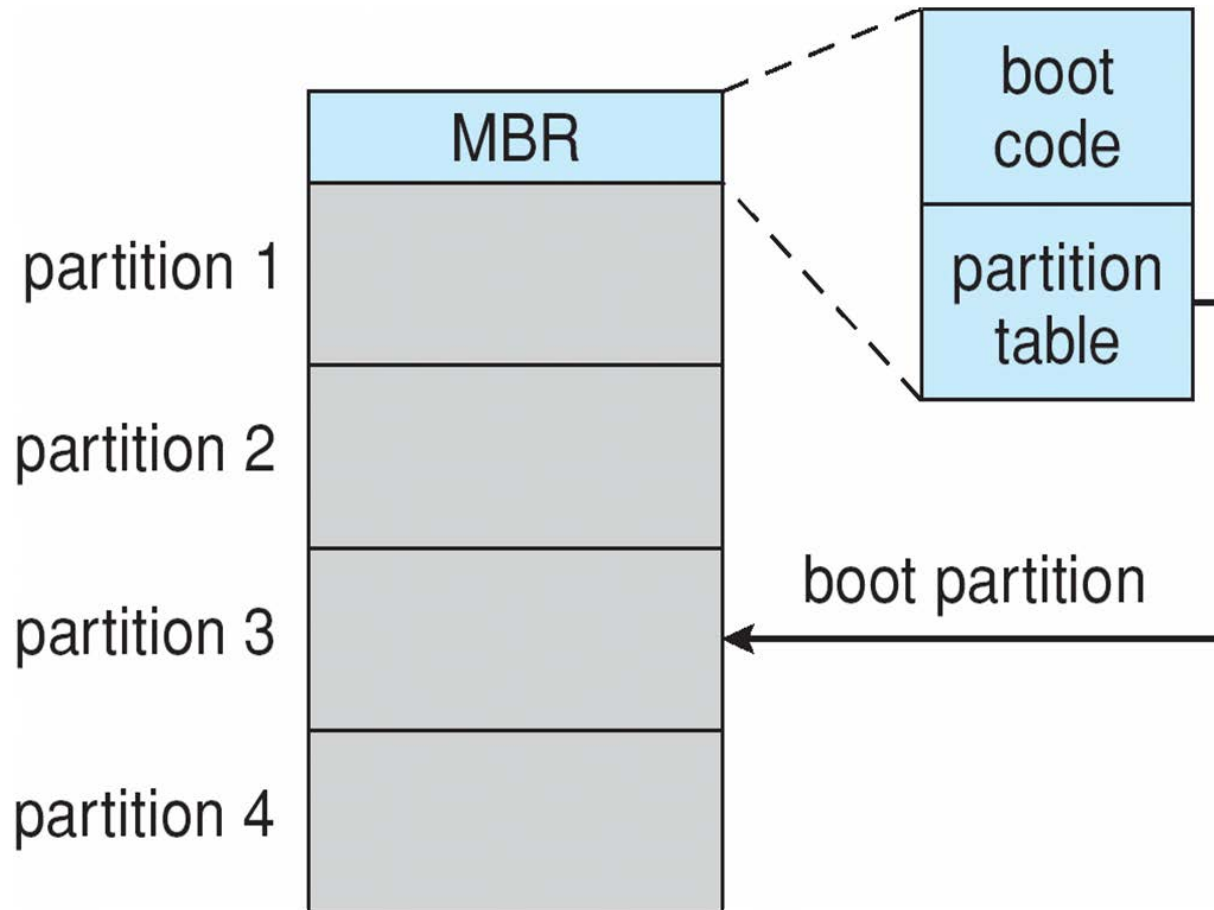 boot
code
MBR
partition 1
partition
table
partition 2
boot partition
partition 3
partition 4